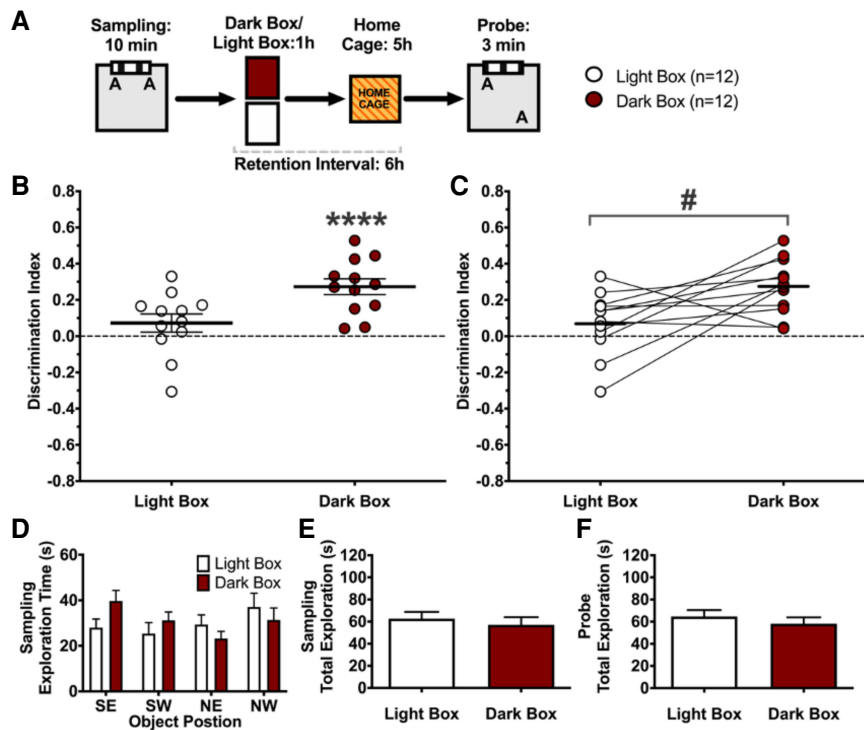 A
Sampling:
10 min
Dark Box/
Light Box:1h
Home
Cage: 5h
Probe:
3 min
A A
HOME
CAGE
A
A
Light Box (n=12)
Dark Box (n=12)
Retention Interval: 6h
B
Discrimination Index
0.8
0.6
0.4
0.2
0.0
-0.2
-0.4
-0.6
-0.8
****
Light Box Dark Box
C
Discrimination Index
0.8
0.6
0.4
0.2
0.0
-0.2
-0.4
-0.6
-0.8
#
Light Box Dark Box
D
Sampling
Exploration Time (s)
60
40
20
0
Light Box
Dark Box
SE SW NE NW
Object Postion
E
Sampling
Total Exploration (s)
120
100
80
60
40
20
0
Light Box Dark Box
F
Probe
Total Exploration (s)
120
100
80
60
40
20
0
Light Box Dark Box